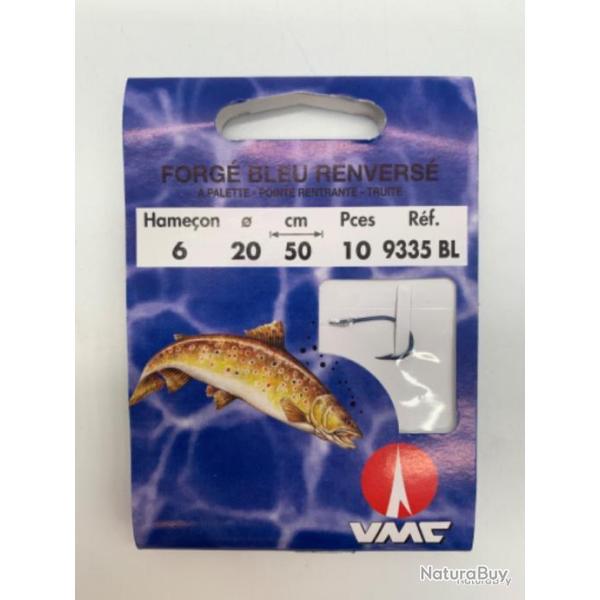 FORGÉ BLEU RENVERSÉ
A PALETTE - POINTE RENTRANTE - TRUITE
Hameçon ø cm Pces Réf.
6 20 50 10 9335 BL
VMC
NaturaBuy